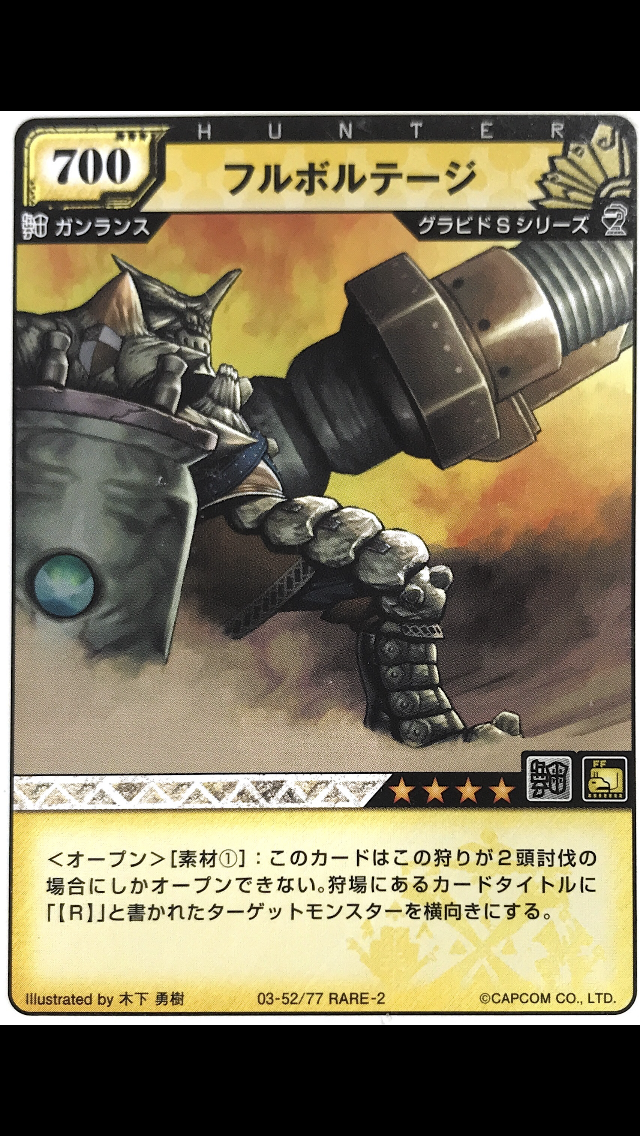 HUNTER
700
フルボルテージ
ガンランス
グラビドSシリーズ
FF
<オープン>[素材①]：このカードはこの狩りが２頭討伐の
場合にしかオープンできない。狩場にあるカードタイトルに
「【R】」と書かれたターゲットモンスターを横向きにする。
Illustrated by 木下 勇樹
03-52/77 RARE-2
©CAPCOM CO., LTD.